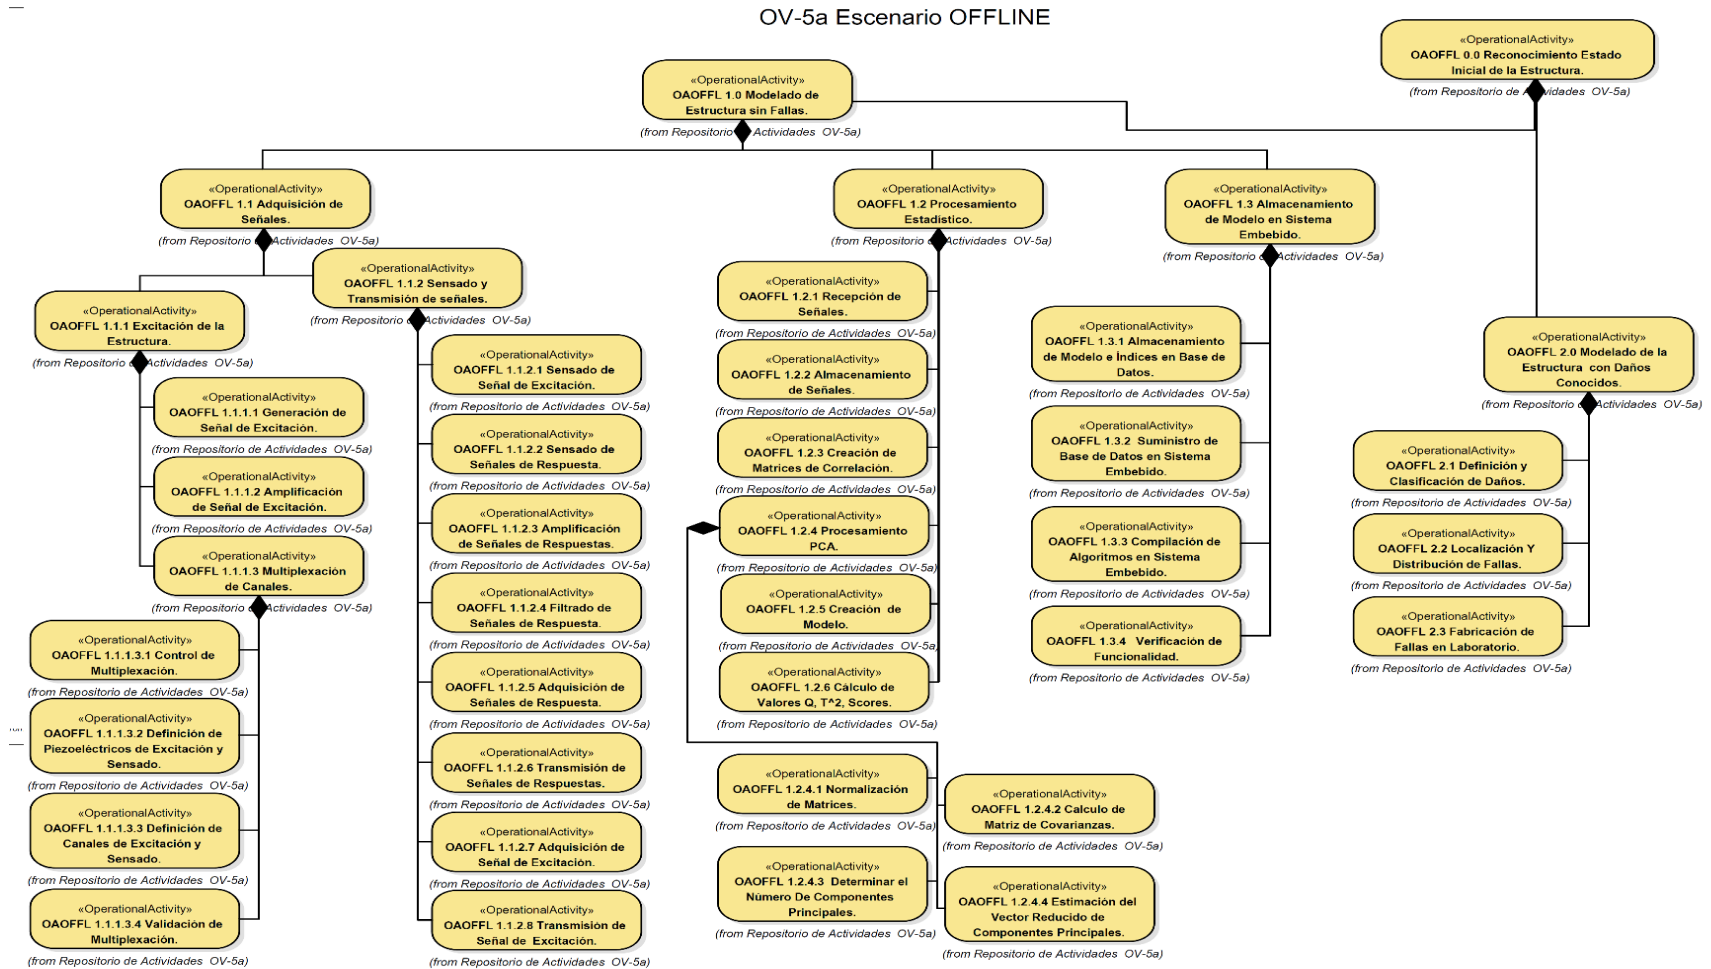 OV-5a Escenario OFFLINE
«OperationalActivity»
OAOFFL 0.0 Reconocimiento Estado
Inicial de la Estructura.
(from Repositorio de Actividades OV-5a)
«OperationalActivity»
OAOFFL 1.0 Modelado de
Estructura sin Fallas.
(from Repositorio Actividades OV-5a)
«OperationalActivity»
OAOFFL 1.1 Adquisición de
Señales.
(from Repositorio de Actividades OV-5a)
«OperationalActivity»
OAOFFL 1.2 Procesamiento
Estadístico.
(from Repositorio de Actividades OV-5a)
«OperationalActivity»
OAOFFL 1.3 Almacenamiento
de Modelo en Sistema
Embebido.
(from Repositorio de Actividades OV-5a)
«OperationalActivity»
OAOFFL 1.1.1 Excitación de la
Estructura.
(from Repositorio de Actividades OV-5a)
«OperationalActivity»
OAOFFL 1.1.2 Sensado y
Transmisión de señales.
(from Repositorio de Actividades OV-5a)
«OperationalActivity»
OAOFFL 1.1.1.1 Generación de
Señal de Excitación.
(from Repositorio de Actividades OV-5a)
«OperationalActivity»
OAOFFL 1.1.1.2 Amplificación
de Señal de Excitación.
(from Repositorio de Actividades OV-5a)
«OperationalActivity»
OAOFFL 1.1.1.3 Multiplexación
de Canales.
(from Repositorio de Actividades OV-5a)
«OperationalActivity»
OAOFFL 1.1.1.3.1 Control de
Multiplexación.
(from Repositorio de Actividades OV-5a)
«OperationalActivity»
OAOFFL 1.1.1.3.2 Definición de
Piezoeléctricos de Excitación y
Sensado.
(from Repositorio de Actividades OV-5a)
«OperationalActivity»
OAOFFL 1.1.1.3.3 Definición de
Canales de Excitación y
Sensado.
(from Repositorio de Actividades OV-5a)
«OperationalActivity»
OAOFFL 1.1.1.3.4 Validación de
Multiplexación.
(from Repositorio de Actividades OV-5a)
«OperationalActivity»
OAOFFL 1.1.2.1 Sensado de
Señal de Excitación.
(from Repositorio de Actividades OV-5a)
«OperationalActivity»
OAOFFL 1.1.2.2 Sensado de
Señales de Respuesta.
(from Repositorio de Actividades OV-5a)
«OperationalActivity»
OAOFFL 1.1.2.3 Amplificación
de Señales de Respuestas.
(from Repositorio de Actividades OV-5a)
«OperationalActivity»
OAOFFL 1.1.2.4 Filtrado de
Señales de Respuesta.
(from Repositorio de Actividades OV-5a)
«OperationalActivity»
OAOFFL 1.1.2.5 Adquisición de
Señales de Respuesta.
(from Repositorio de Actividades OV-5a)
«OperationalActivity»
OAOFFL 1.1.2.6 Transmisión de
Señales de Respuestas.
(from Repositorio de Actividades OV-5a)
«OperationalActivity»
OAOFFL 1.1.2.7 Adquisición de
Señal de Excitación.
(from Repositorio de Actividades OV-5a)
«OperationalActivity»
OAOFFL 1.1.2.8 Transmisión de
Señal de Excitación.
(from Repositorio de Actividades OV-5a)
«OperationalActivity»
OAOFFL 1.2.1 Recepción de
Señales.
(from Repositorio de Actividades OV-5a)
«OperationalActivity»
OAOFFL 1.2.2 Almacenamiento
de Señales.
(from Repositorio de Actividades OV-5a)
«OperationalActivity»
OAOFFL 1.2.3 Creación de
Matrices de Correlación.
(from Repositorio de Actividades OV-5a)
«OperationalActivity»
OAOFFL 1.2.4 Procesamiento
PCA.
(from Repositorio de Actividades OV-5a)
«OperationalActivity»
OAOFFL 1.2.5 Creación de
Modelo.
(from Repositorio de Actividades OV-5a)
«OperationalActivity»
OAOFFL 1.2.6 Cálculo de
Valores Q, T^2, Scores.
(from Repositorio de Actividades OV-5a)
«OperationalActivity»
OAOFFL 1.2.4.1 Normalización
de Matrices.
(from Repositorio de Actividades OV-5a)
«OperationalActivity»
OAOFFL 1.2.4.2 Calculo de
Matriz de Covarianzas.
(from Repositorio de Actividades OV-5a)
«OperationalActivity»
OAOFFL 1.2.4.3 Determinar el
Número De Componentes
Principales.
(from Repositorio de Actividades OV-5a)
«OperationalActivity»
OAOFFL 1.2.4.4 Estimación del
Vector Reducido de
Componentes Principales.
(from Repositorio de Actividades OV-5a)
«OperationalActivity»
OAOFFL 1.3.1 Almacenamiento
de Modelo e Índices en Base de
Datos.
(from Repositorio de Actividades OV-5a)
«OperationalActivity»
OAOFFL 1.3.2 Suministro de
Base de Datos en Sistema
Embebido.
(from Repositorio de Actividades OV-5a)
«OperationalActivity»
OAOFFL 1.3.3 Compilación de
Algoritmos en Sistema
Embebido.
(from Repositorio de Actividades OV-5a)
«OperationalActivity»
OAOFFL 1.3.4 Verificación de
Funcionalidad.
(from Repositorio de Actividades OV-5a)
«OperationalActivity»
OAOFFL 2.0 Modelado de la
Estructura con Daños
Conocidos.
(from Repositorio de Actividades OV-5a)
«OperationalActivity»
OAOFFL 2.1 Definición y
Clasificación de Daños.
(from Repositorio de Actividades OV-5a)
«OperationalActivity»
OAOFFL 2.2 Localización Y
Distribución de Fallas.
(from Repositorio de Actividades OV-5a)
«OperationalActivity»
OAOFFL 2.3 Fabricación de
Fallas en Laboratorio.
(from Repositorio de Actividades OV-5a)